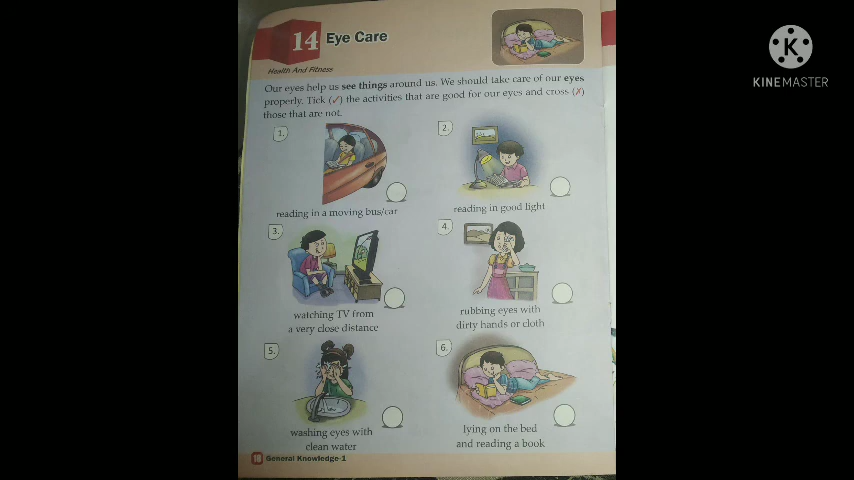 14 Eye Care
Health And Fitness
Our eyes help us see things around us. We should take care of our eyes
properly. Tick (✓) the activities that are good for our eyes and cross (✗)
those that are not.
1.
reading in a moving bus/car
2.
reading in good light
3.
watching TV from
a very close distance
4.
rubbing eyes with
dirty hands or cloth
5.
washing eyes with
clean water
6.
lying on the bed
and reading a book
18 General Knowledge-1
K
KINEMASTER